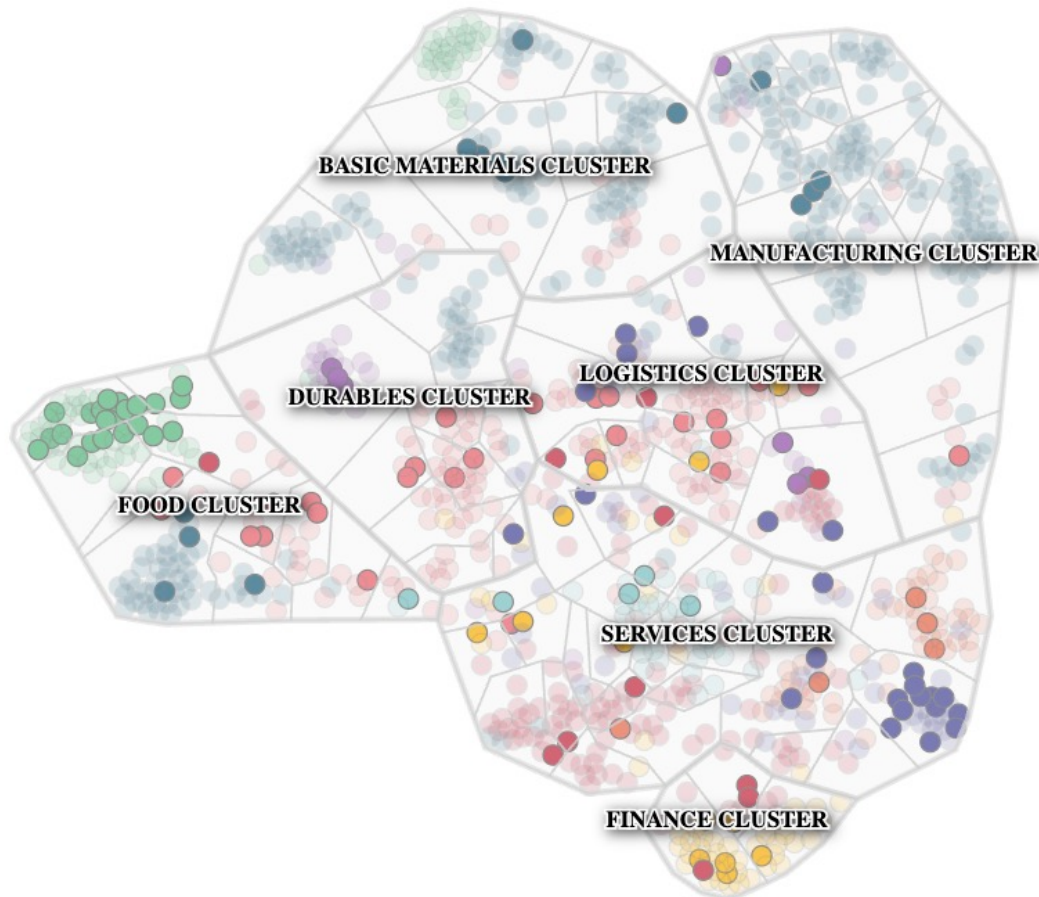 BASIC MATERIALS CLUSTER
MANUFACTURING CLUSTER
LOGISTICS CLUSTER
DURABLES CLUSTER
FOOD CLUSTER
SERVICES CLUSTER
FINANCE CLUSTER